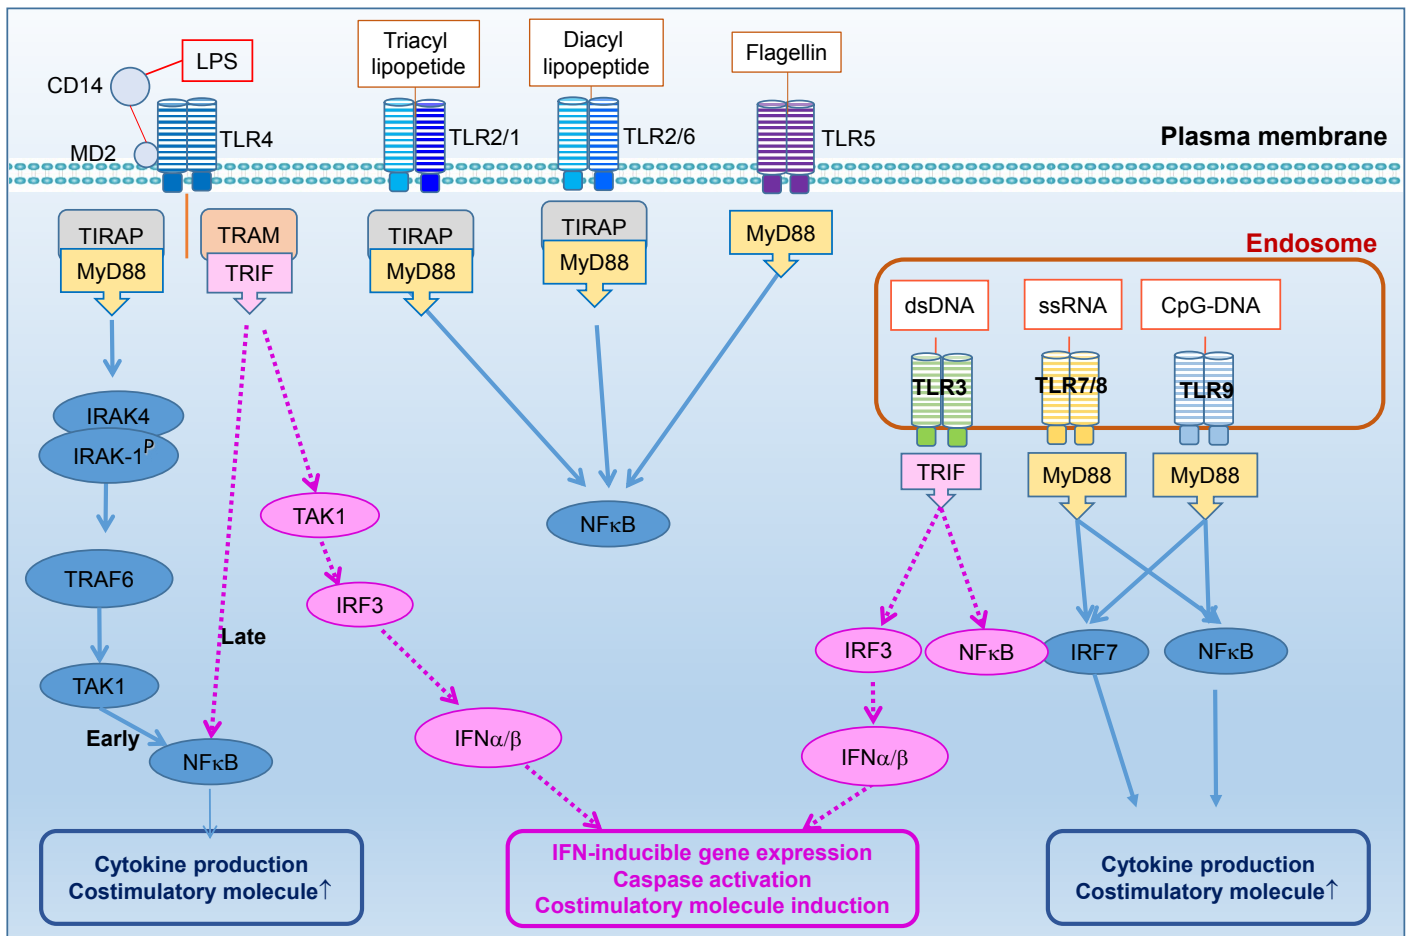 LPS
Triacyl
lipopetide
Diacyl
lipopeptide
Flagellin
CD14
TLR4
TLR2/1
TLR2/6
TLR5
Plasma membrane
MD2
TIRAP
MyD88
TRAM
TRIF
TIRAP
MyD88
TIRAP
MyD88
MyD88
Endosome
dsDNA
ssRNA
CpG-DNA
TLR3
TLR7/8
TLR9
TRIF
MyD88
MyD88
IRAK4
IRAK-1P
TAK1
NFκB
TRAF6
IRF3
Late
IRF3
NFκB
IRF7
NFκB
TAK1
Early
NFκB
IFNα/β
IFNα/β
Cytokine production
Costimulatory molecule↑
IFN-inducible gene expression
Caspase activation
Costimulatory molecule induction
Cytokine production
Costimulatory molecule↑